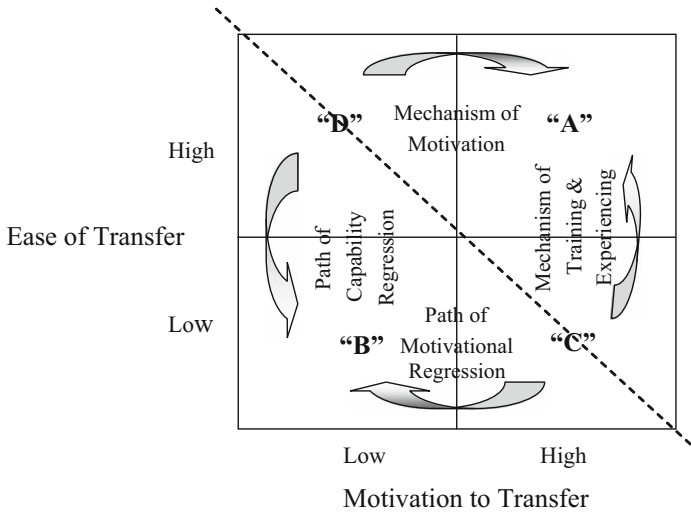 “D”
Mechanism of
Motivation
“A”
High
Ease of Transfer
Path of
Capability
Regression
Mechanism of
Training &
Experiencing
Low
“B”
Path of
Motivational
Regression
“C”
Low
High
Motivation to Transfer